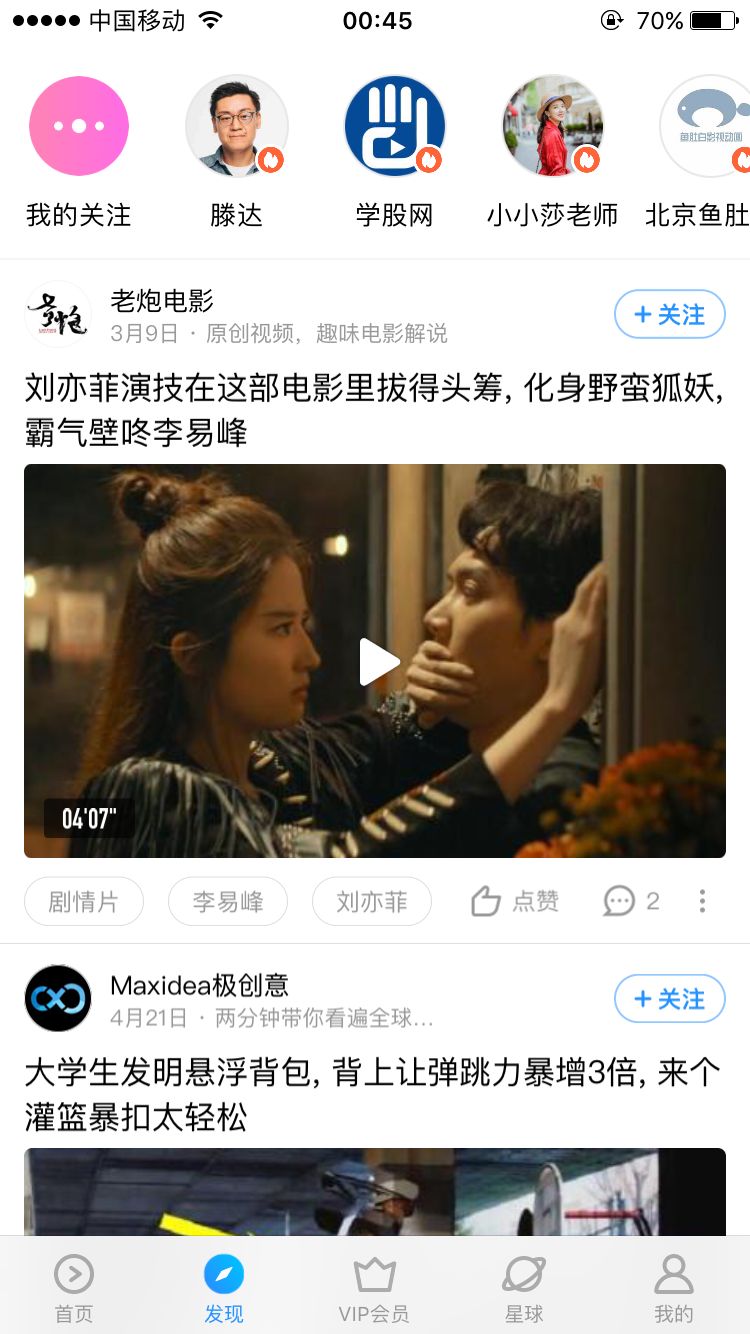 中国移动
00:45
70%
我的关注
滕达
学股网
小小莎老师
北京鱼肚
鱼肚白影视动画
老炮电影
3月9日 · 原创视频，趣味电影解说
+ 关注
刘亦菲演技在这部电影里拔得头筹, 化身野蛮狐妖,
霸气壁咚李易峰
04'07"
剧情片
李易峰
刘亦菲
点赞
2
Maxidea极创意
4月21日 · 两分钟带你看遍全球...
+ 关注
大学生发明悬浮背包, 背上让弹跳力暴增3倍, 来个
灌篮暴扣太轻松
首页
发现
VIP会员
星球
我的